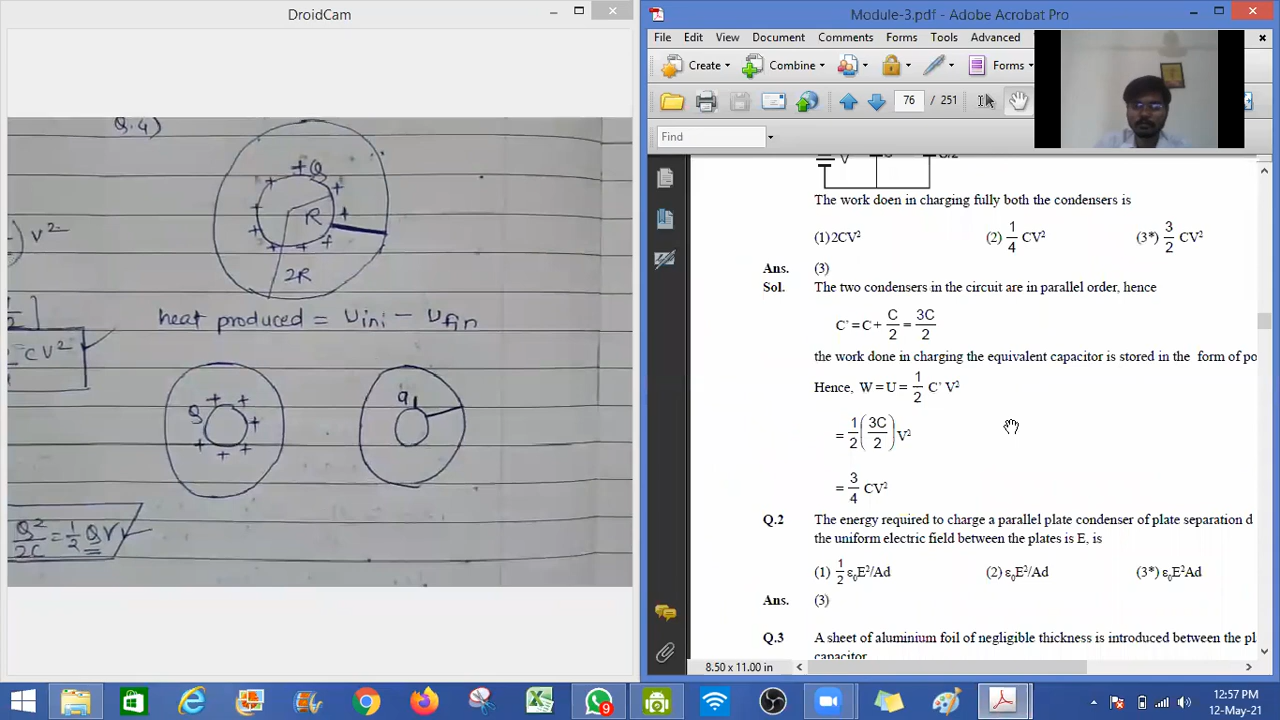 DroidCam
Q.4)
+Q
R
2R
V²
heat produced = Uini - Ufin
CV²
Q
q1
Q²/2C = 1/2 QV
Module-3.pdf - Adobe Acrobat Pro
File Edit View Document Comments Forms Tools Advanced
Create Combine Forms
76 / 251
Find
V
The work doen in charging fully both the condensers is
(1)2CV² (2) 1/4 CV² (3*) 3/2 CV²
Ans. (3)
Sol. The two condensers in the circuit are in parallel order, hence
C' = C + C/2 = 3C/2
the work done in charging the equivalent capacitor is stored in the form of po
Hence, W = U = 1/2 C' V²
= 1/2 (3C/2) V²
= 3/4 CV²
Q.2 The energy required to charge a parallel plate condenser of plate separation d
the uniform electric field between the plates is E, is
(1) 1/2 ε₀E²/Ad (2) ε₀E²/Ad (3*) ε₀E²Ad
Ans. (3)
Q.3 A sheet of aluminium foil of negligible thickness is introduced between the pl
capacitor
8.50 x 11.00 in
9
12:57 PM
12-May-21